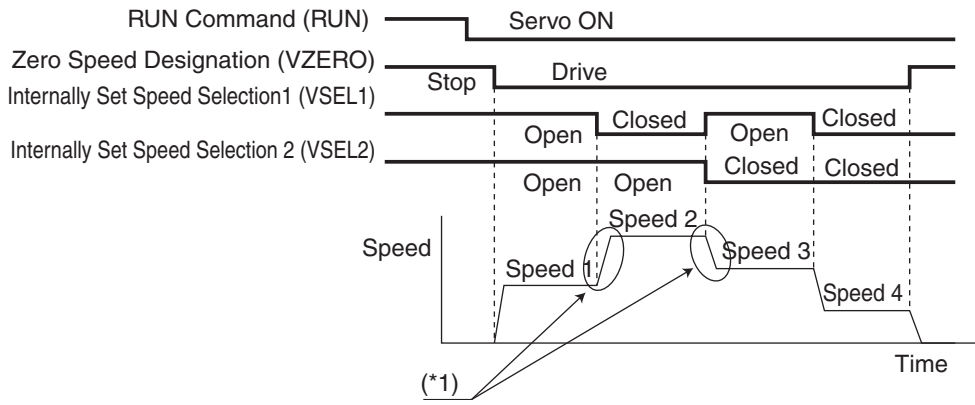 RUN Command (RUN)
Servo ON
Zero Speed Designation (VZERO)
Stop
Drive
Internally Set Speed Selection1 (VSEL1)
Open
Closed
Open
Closed
Internally Set Speed Selection 2 (VSEL2)
Open
Open
Closed
Closed
Speed
Speed 1
Speed 2
Speed 3
Speed 4
Time
(*1)